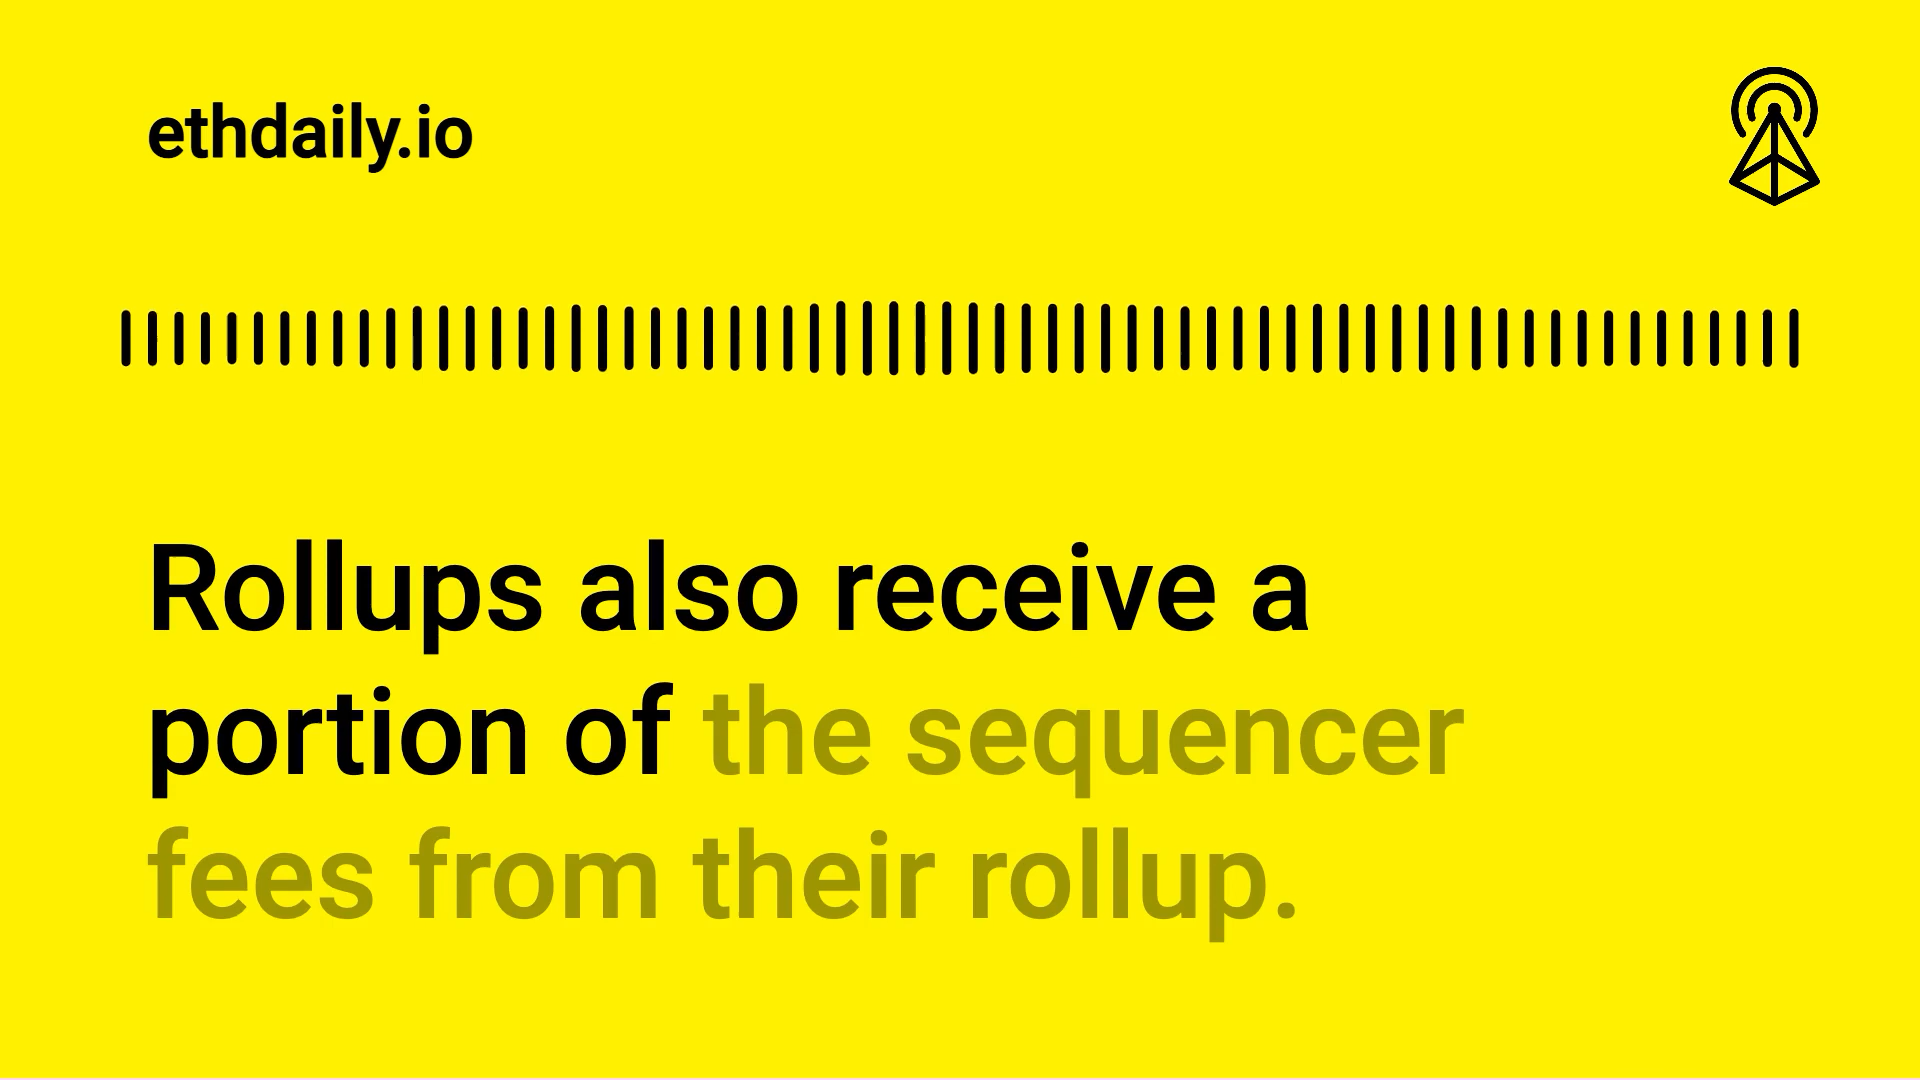 ethdaily.io
Rollups also receive a
portion of the sequencer
fees from their rollup.